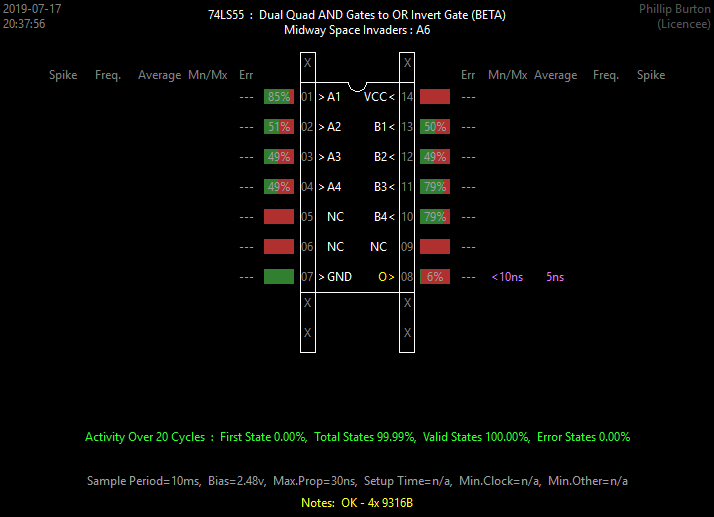 2019-07-17 74LS55 : Dual Quad AND Gates to OR Invert Gate (BETA) Phillip Burton
20:37:56 Midway Space Invaders : A6 (Licencee)
X X
Spike Freq. Average Mn/Mx Err Err Mn/Mx Average Freq. Spike
--- 85% 01 >A1 VCC< 14 ---
--- 51% 02 >A2 B1< 13 50% ---
--- 49% 03 >A3 B2< 12 49% ---
--- 49% 04 >A4 B3< 11 79% ---
--- 05 NC B4< 10 79% ---
--- 06 NC NC 09 ---
--- 07 >GND O> 08 6% --- <10ns 5ns
X X
X X
Activity Over 20 Cycles : First State 0.00%, Total States 99.99%, Valid States 100.00%, Error States 0.00%
Sample Period=10ms, Bias=2.48v, Max.Prop=30ns, Setup Time=n/a, Min.Clock=n/a, Min.Other=n/a
Notes: OK - 4x 9316B